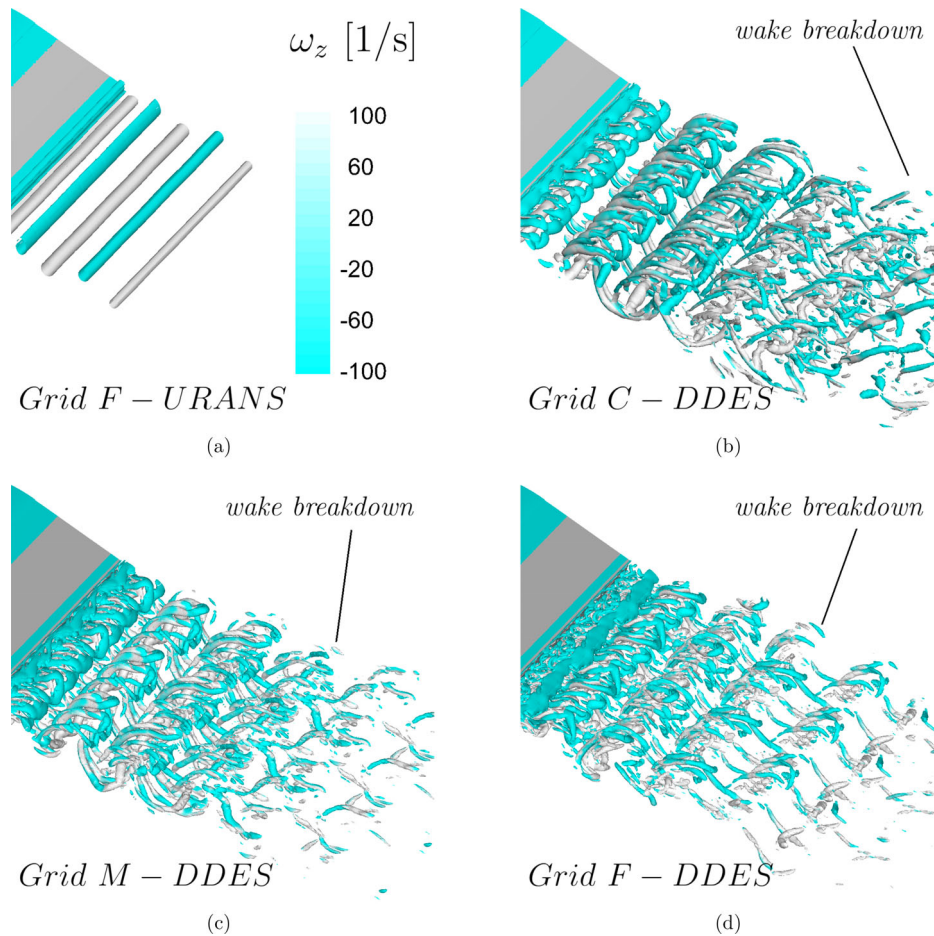 ω_z [1/s]
100
60
20
-20
-60
-100
Grid F − URANS
(a)
wake breakdown
Grid C − DDES
(b)
wake breakdown
Grid M − DDES
(c)
wake breakdown
Grid F − DDES
(d)